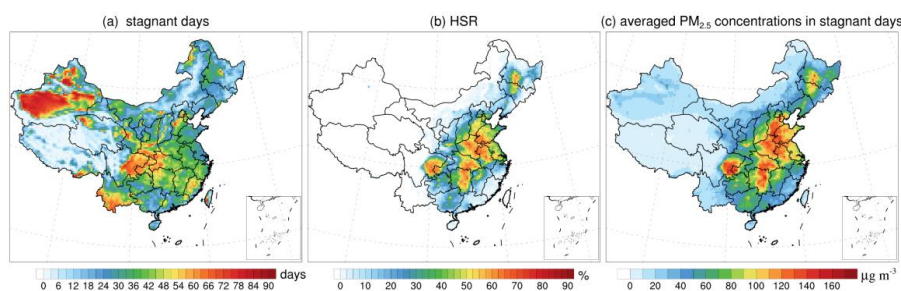 (a) stagnant days
(b) HSR
(c) averaged PM2.5 concentrations in stagnant days
0 6 12 18 24 30 36 42 48 54 60 66 72 78 84 90 days
0 10 20 30 40 50 60 70 80 90 %
0 20 40 60 80 100 120 140 160 μg m-3